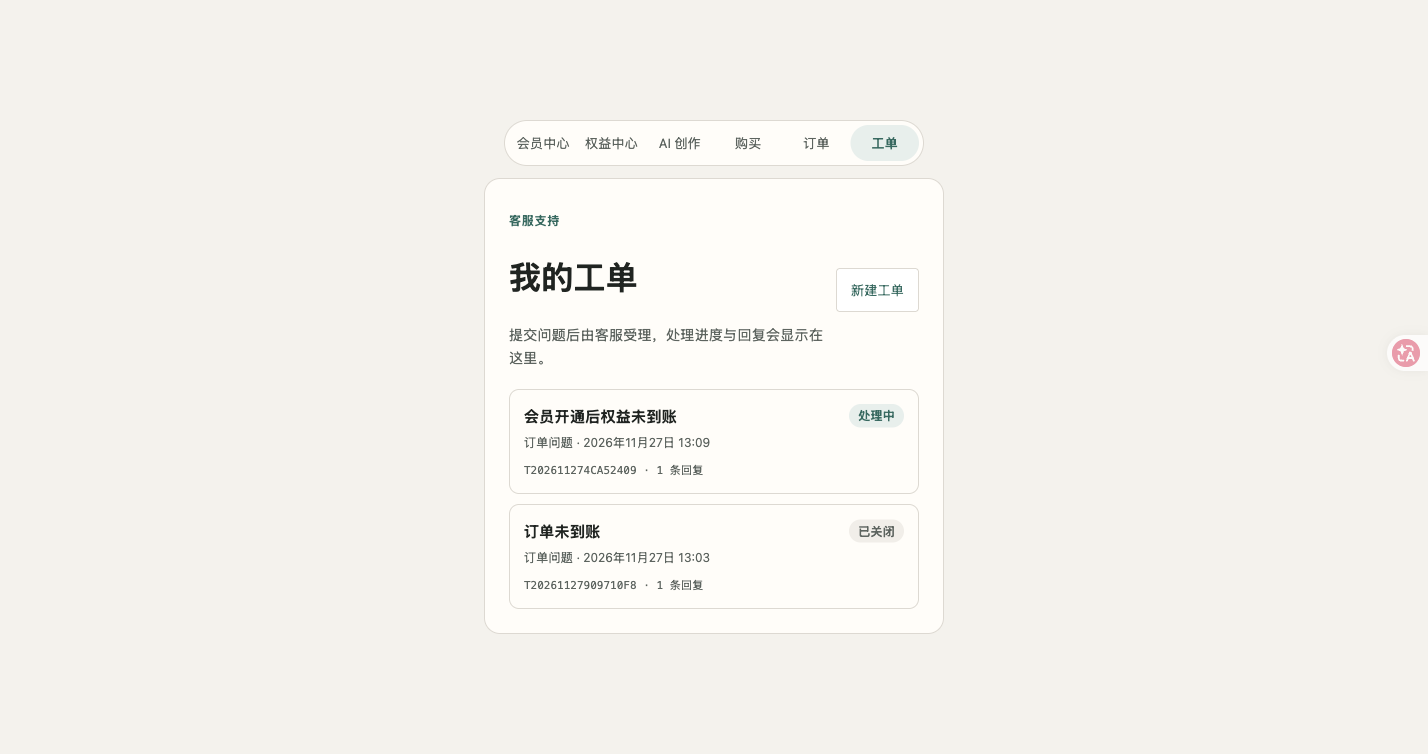 会员中心 权益中心 AI 创作 购买 订单 工单
客服支持
我的工单
新建工单
提交问题后由客服受理，处理进度与回复会显示在
这里。
会员开通后权益未到账 处理中
订单问题 · 2026年11月27日 13:09
T202611274CA52409 · 1 条回复
订单未到账 已关闭
订单问题 · 2026年11月27日 13:03
T20261127909710F8 · 1 条回复